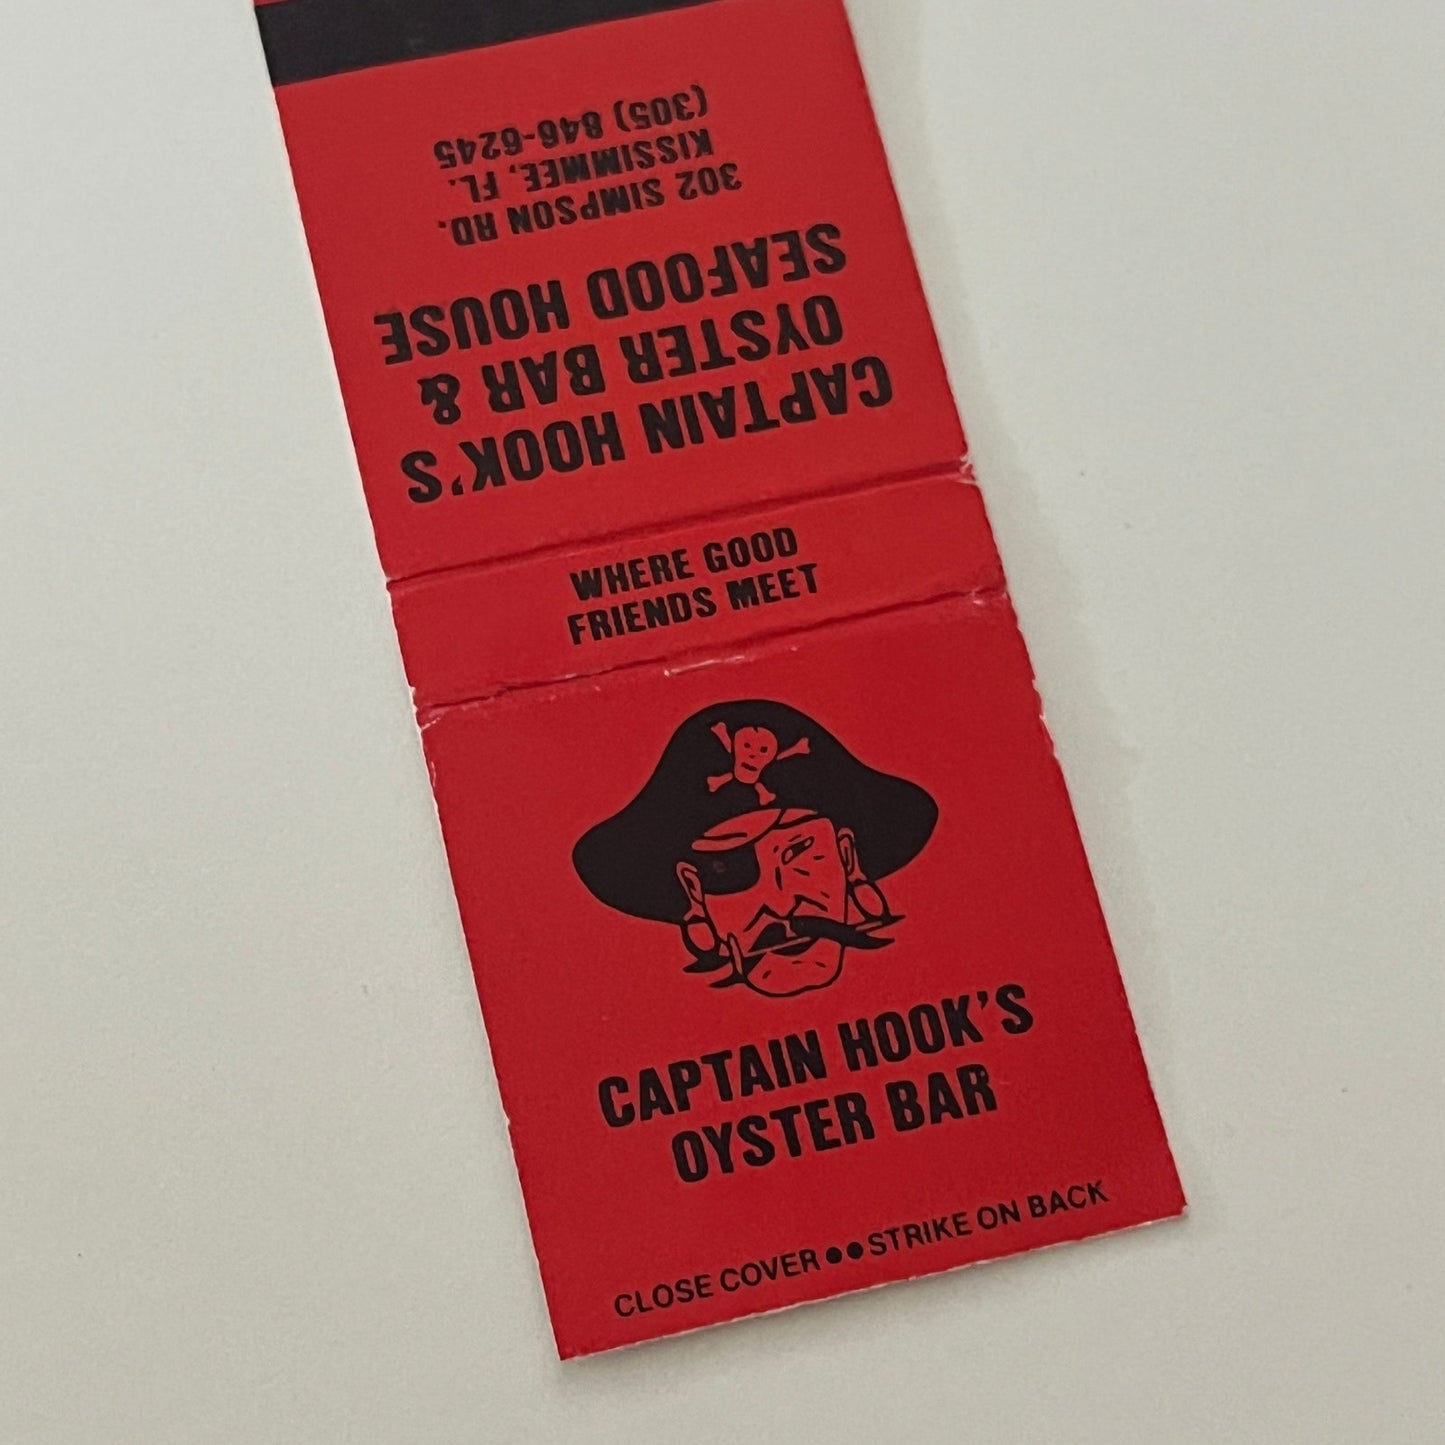 CAPTAIN HOOK'S
OYSTER BAR &
SEAFOOD HOUSE
302 SIMPSON RD.
KISSIMMEE, FL.
(305) 846-6245
WHERE GOOD
FRIENDS MEET
CAPTAIN HOOK'S
OYSTER BAR
CLOSE COVER●●STRIKE ON BACK